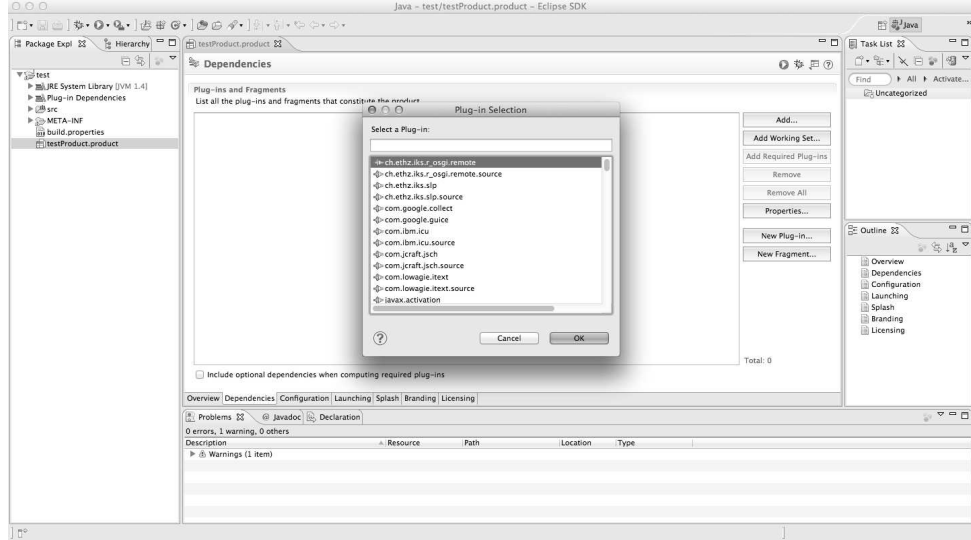 Java – test/testProduct.product – Eclipse SDK
Java
Package Expl
Hierarchy
test
JRE System Library [JVM 1.4]
Plug-in Dependencies
src
META-INF
build.properties
testProduct.product
testProduct.product
Dependencies
Plug-ins and Fragments
List all the plug-ins and fragments that constitute the product
Add...
Add Working Set...
Add Required Plug-ins
Remove
Remove All
Properties...
New Plug-in...
New Fragment...
Total: 0
Include optional dependencies when computing required plug-ins
Overview Dependencies Configuration Launching Splash Branding Licensing
Plug-in Selection
Select a Plug-in:
ch.ethz.iks.r_osgi.remote
ch.ethz.iks.r_osgi.remote.source
ch.ethz.iks.slp
ch.ethz.iks.slp.source
com.google.collect
com.google.guice
com.ibm.icu
com.ibm.icu.source
com.jcraft.jsch
com.jcraft.jsch.source
com.lowagie.itext
com.lowagie.itext.source
javax.activation
Cancel
OK
Task List
Find
All
Activate...
Uncategorized
Outline
Overview
Dependencies
Configuration
Launching
Splash
Branding
Licensing
Problems
@ Javadoc
Declaration
0 errors, 1 warning, 0 others
Description Resource Path Location Type
Warnings (1 item)